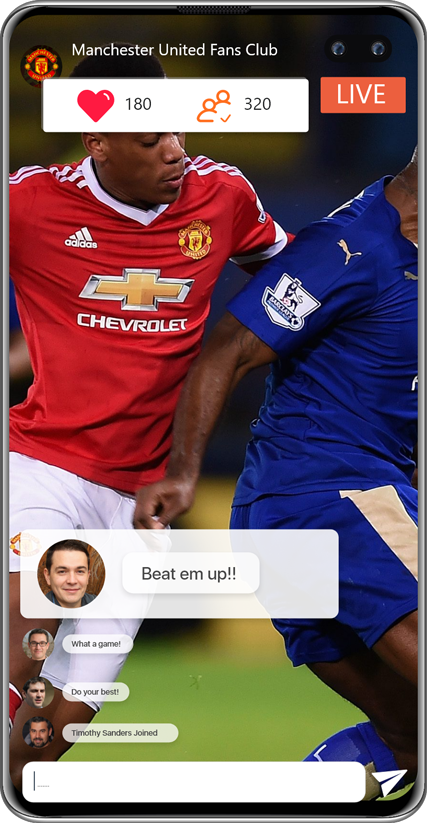 Manchester United Fans Club
180
320
LIVE
adidas
CHEVROLET
Beat em up!!
What a game!
Do your best!
Timothy Sanders Joined